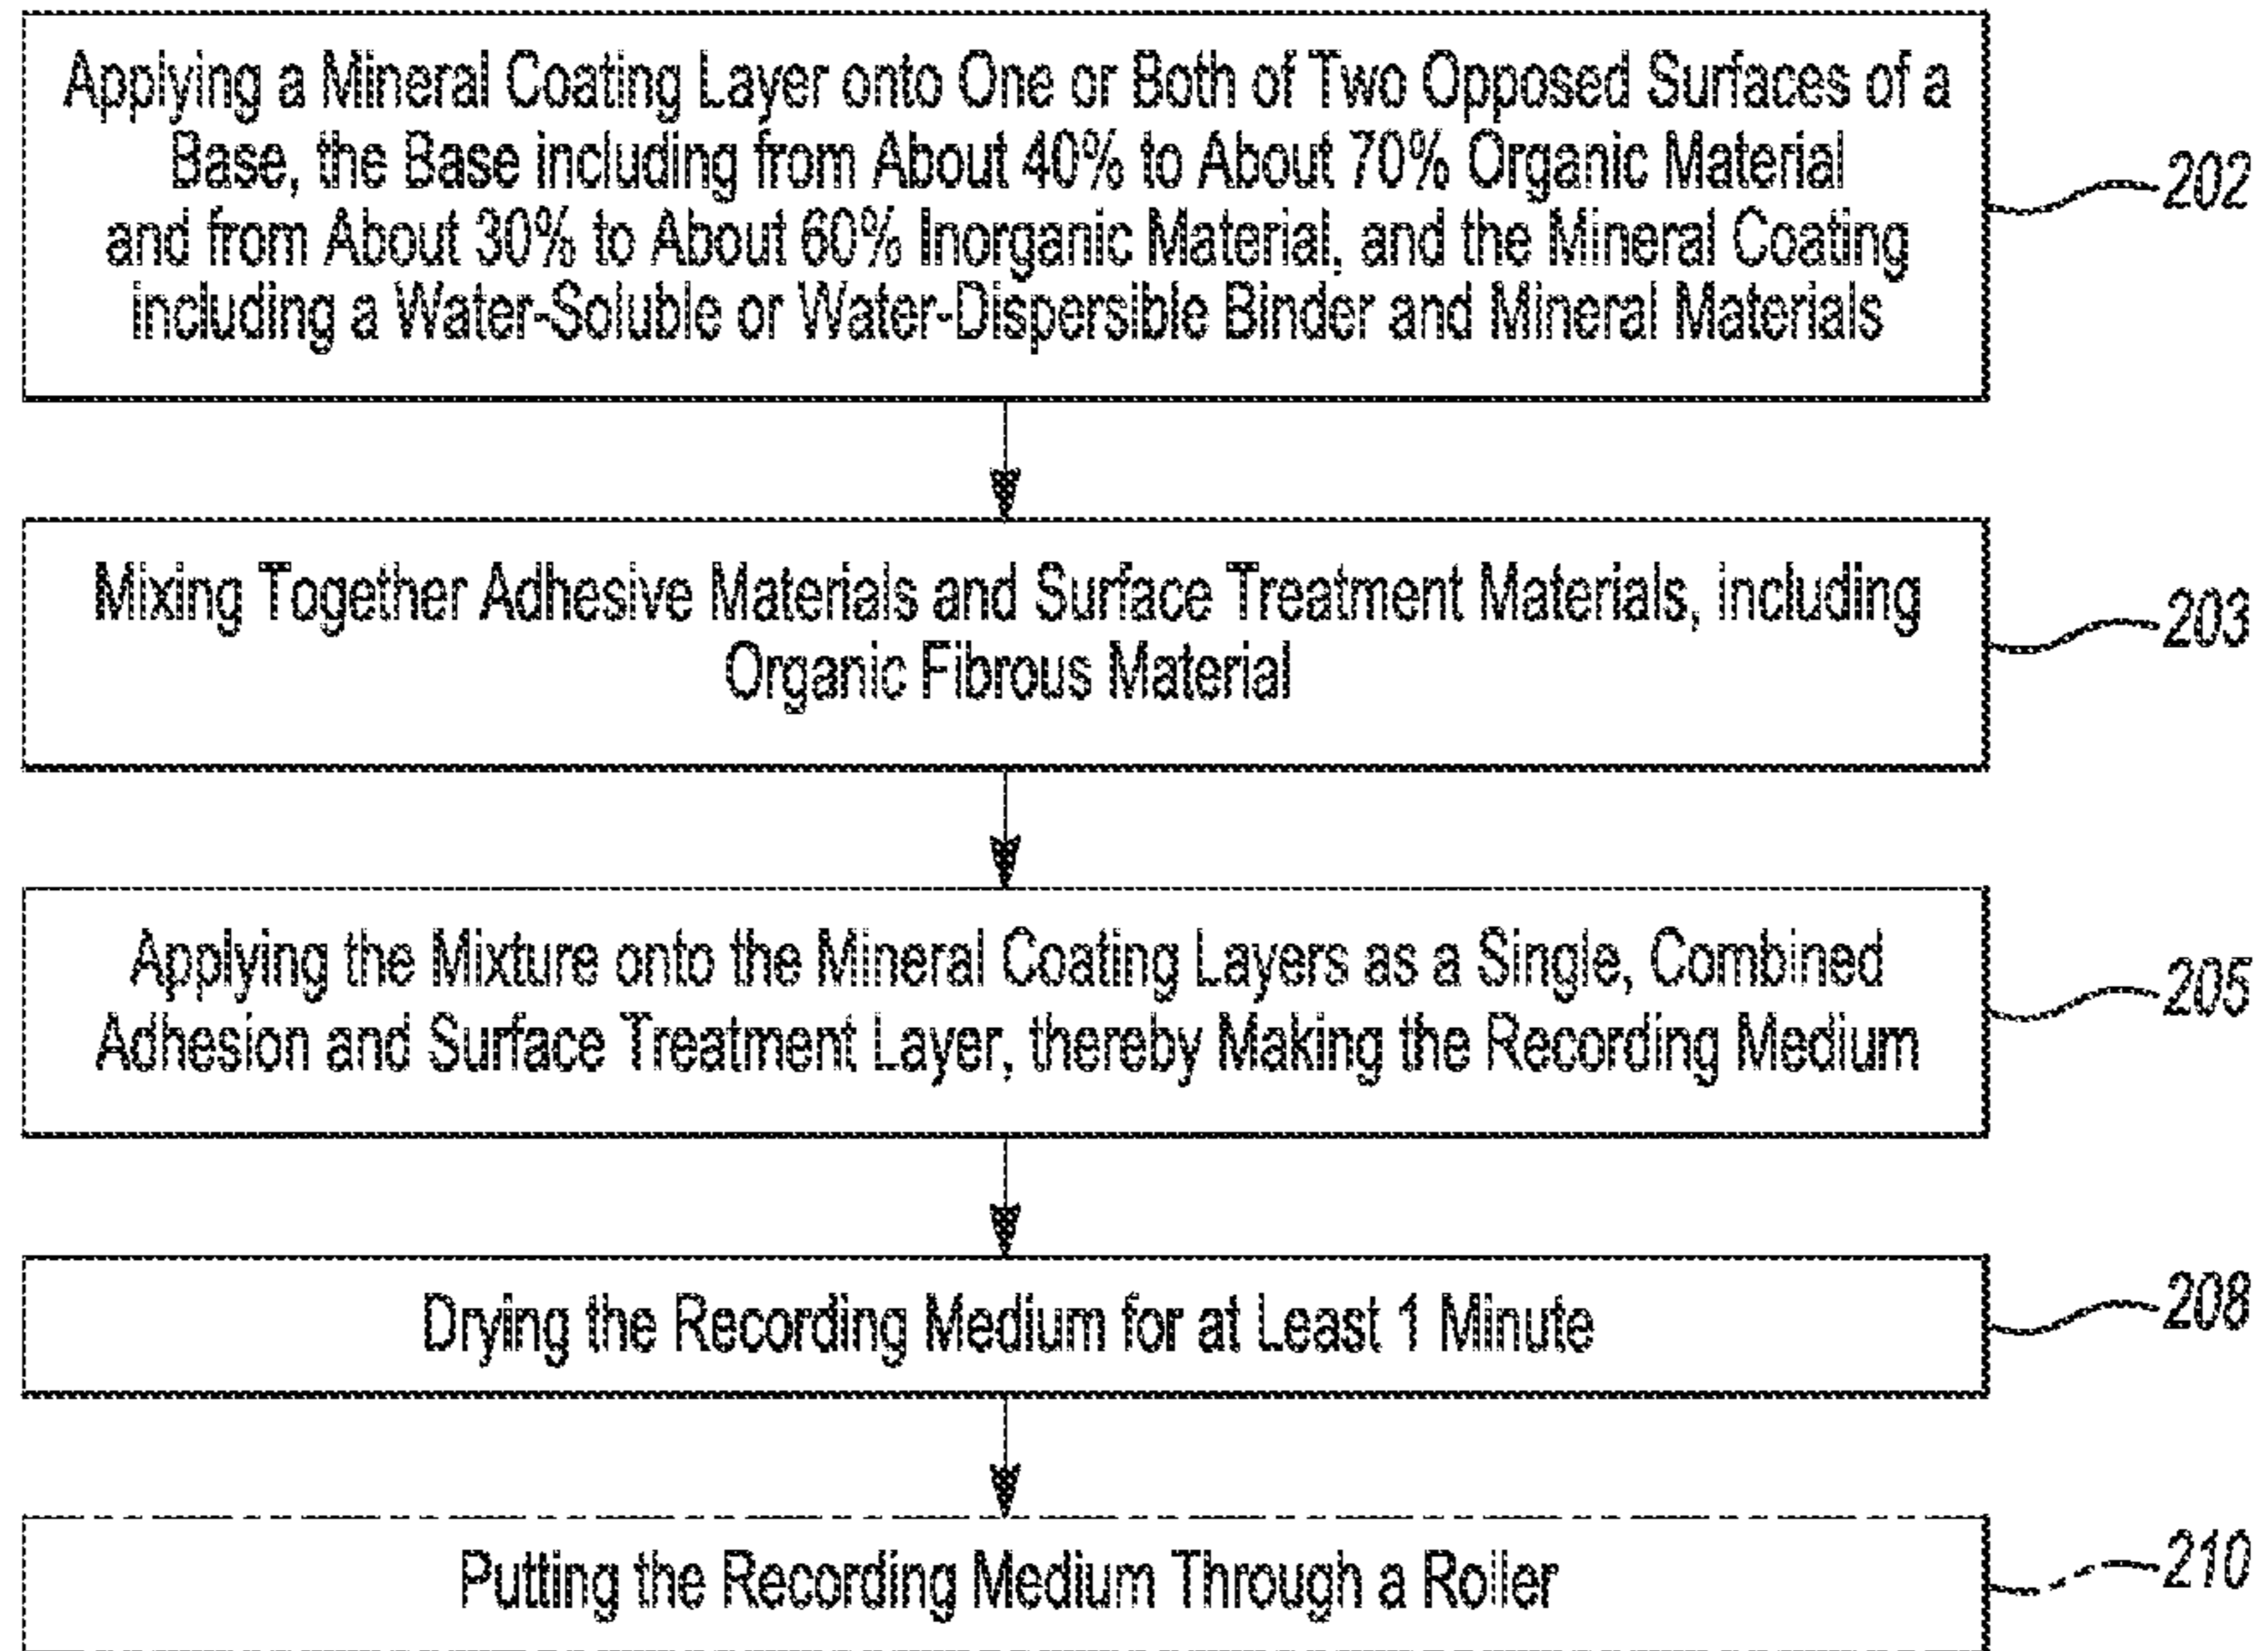 Applying a Mineral Coating Layer onto One or Both of Two Opposed Surfaces of a
Base, the Base including from About 40% to About 70% Organic Material
and from About 30% to About 60% Inorganic Material, and the Mineral Coating
including a Water-Soluble or Water-Dispersible Binder and Mineral Materials
202
Mixing Together Adhesive Materials and Surface Treatment Materials, including
Organic Fibrous Material
203
Applying the Mixture onto the Mineral Coating Layers as a Single, Combined
Adhesion and Surface Treatment Layer, thereby Making the Recording Medium
205
Drying the Recording Medium for at Least 1 Minute
208
Putting the Recording Medium Through a Roller
210